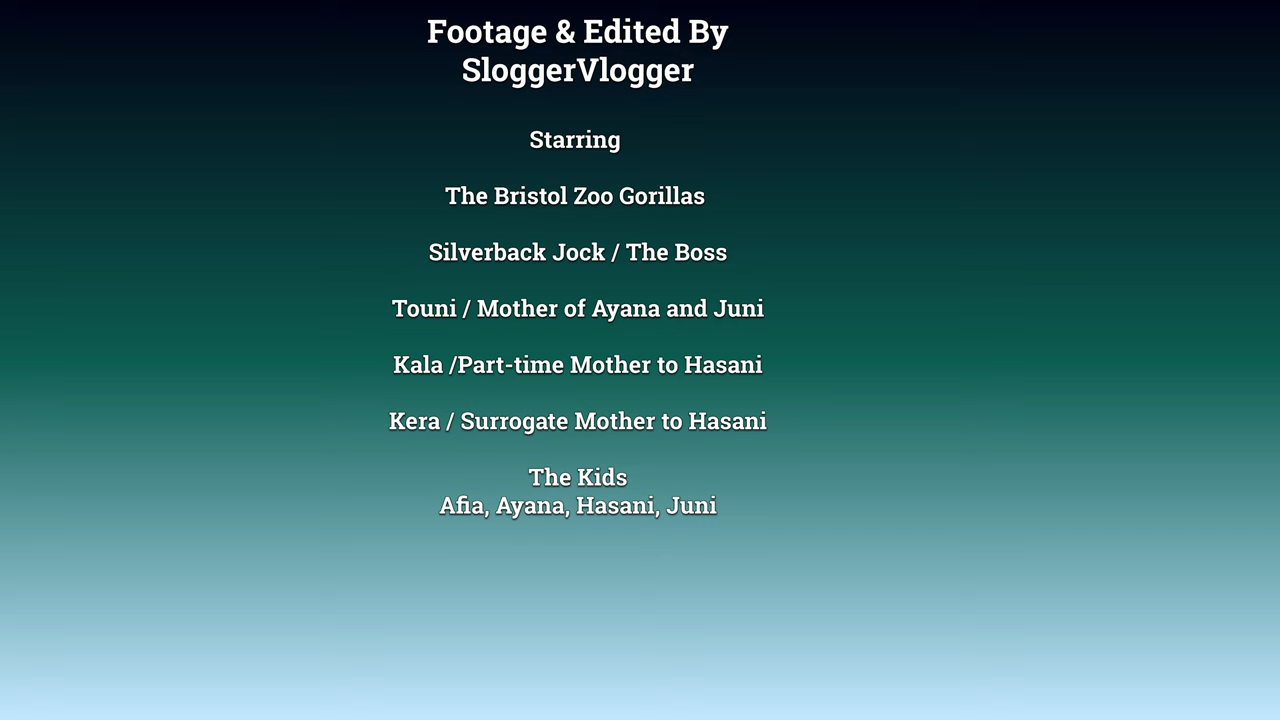 Footage & Edited By
SloggerVlogger
Starring
The Bristol Zoo Gorillas
Silverback Jock / The Boss
Touni / Mother of Ayana and Juni
Kala /Part-time Mother to Hasani
Kera / Surrogate Mother to Hasani
The Kids
Afia, Ayana, Hasani, Juni